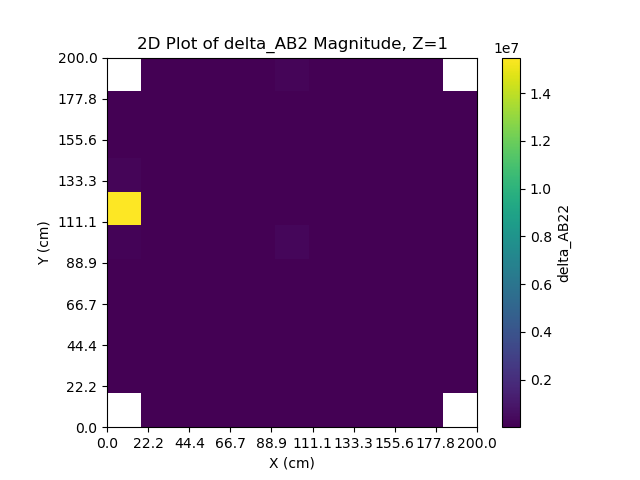 2D Plot of delta_AB2 Magnitude, Z=1
1e7
200.0
177.8
155.6
133.3
111.1
88.9
66.7
44.4
22.2
0.0
Y (cm)
0.0 22.2 44.4 66.7 88.9 111.1 133.3 155.6 177.8 200.0
X (cm)
1.4
1.2
1.0
0.8
0.6
0.4
0.2
delta_AB22